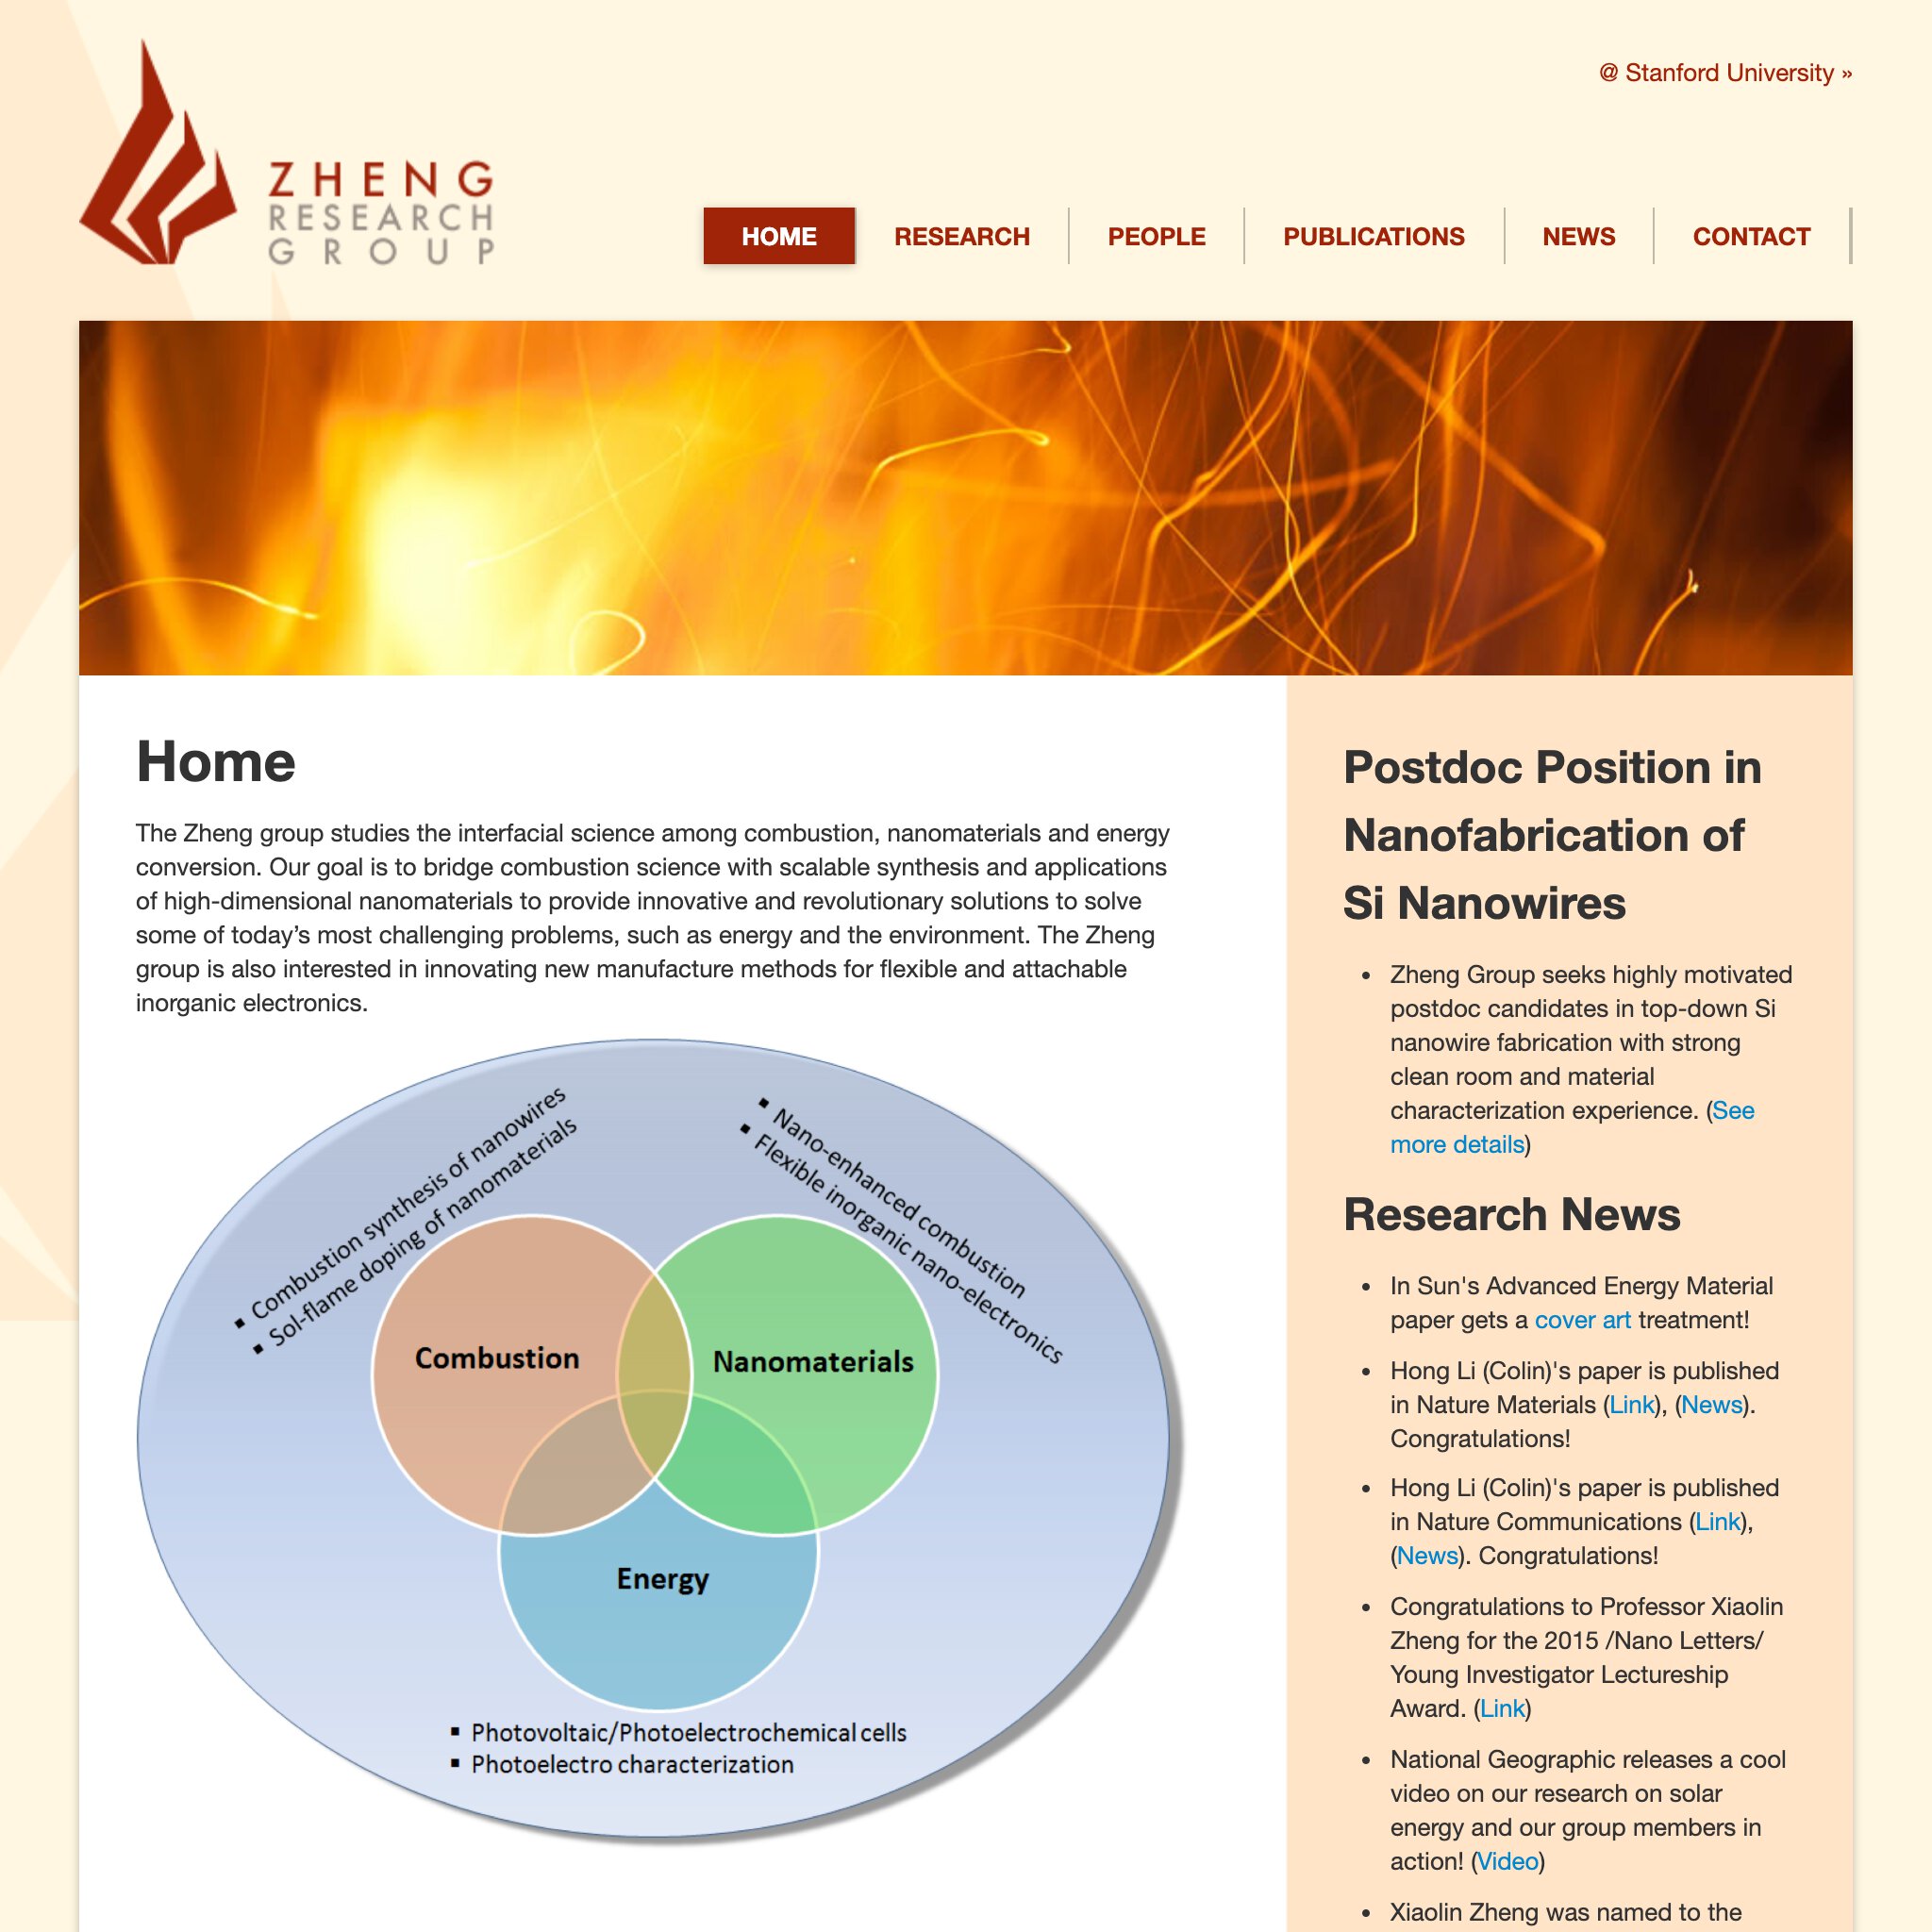 @ Stanford University »
ZHENG
RESEARCH
GROUP
HOME
RESEARCH
PEOPLE
PUBLICATIONS
NEWS
CONTACT
Home
The Zheng group studies the interfacial science among combustion, nanomaterials and energy
conversion. Our goal is to bridge combustion science with scalable synthesis and applications
of high-dimensional nanomaterials to provide innovative and revolutionary solutions to solve
some of today’s most challenging problems, such as energy and the environment. The Zheng
group is also interested in innovating new manufacture methods for flexible and attachable
inorganic electronics.
▪ Combustion synthesis of nanowires
▪ Sol-flame doping of nanomaterials
▪ Nano-enhanced combustion
▪ Flexible inorganic nano-electronics
Combustion
Nanomaterials
Energy
▪ Photovoltaic/Photoelectrochemical cells
▪ Photoelectro characterization
Postdoc Position in
Nanofabrication of
Si Nanowires
• Zheng Group seeks highly motivated
postdoc candidates in top-down Si
nanowire fabrication with strong
clean room and material
characterization experience. (See
more details)
Research News
• In Sun's Advanced Energy Material
paper gets a cover art treatment!
• Hong Li (Colin)'s paper is published
in Nature Materials (Link), (News).
Congratulations!
• Hong Li (Colin)'s paper is published
in Nature Communications (Link),
(News). Congratulations!
• Congratulations to Professor Xiaolin
Zheng for the 2015 /Nano Letters/
Young Investigator Lectureship
Award. (Link)
• National Geographic releases a cool
video on our research on solar
energy and our group members in
action! (Video)
• Xiaolin Zheng was named to the